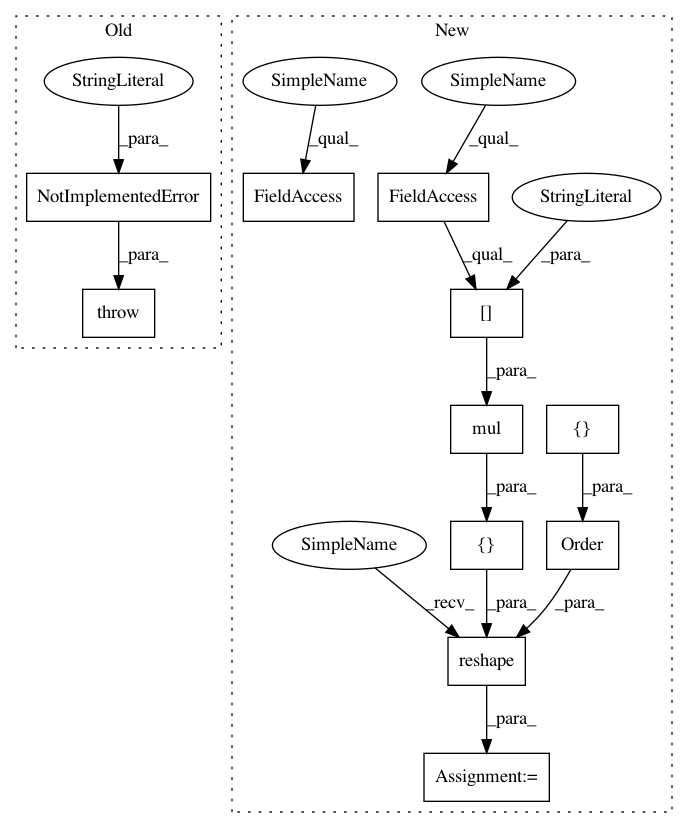 Old
New
StringLiteral
SimpleName
SimpleName
_para_
_qual_
_qual_
NotImplementedError
FieldAccess
FieldAccess
StringLiteral
_para_
_qual_
_para_
throw
[]
_para_
mul
{}
_para_
_para_
SimpleName
{}
Order
_recv_
_para_
_para_
reshape
_para_
Assignment:=